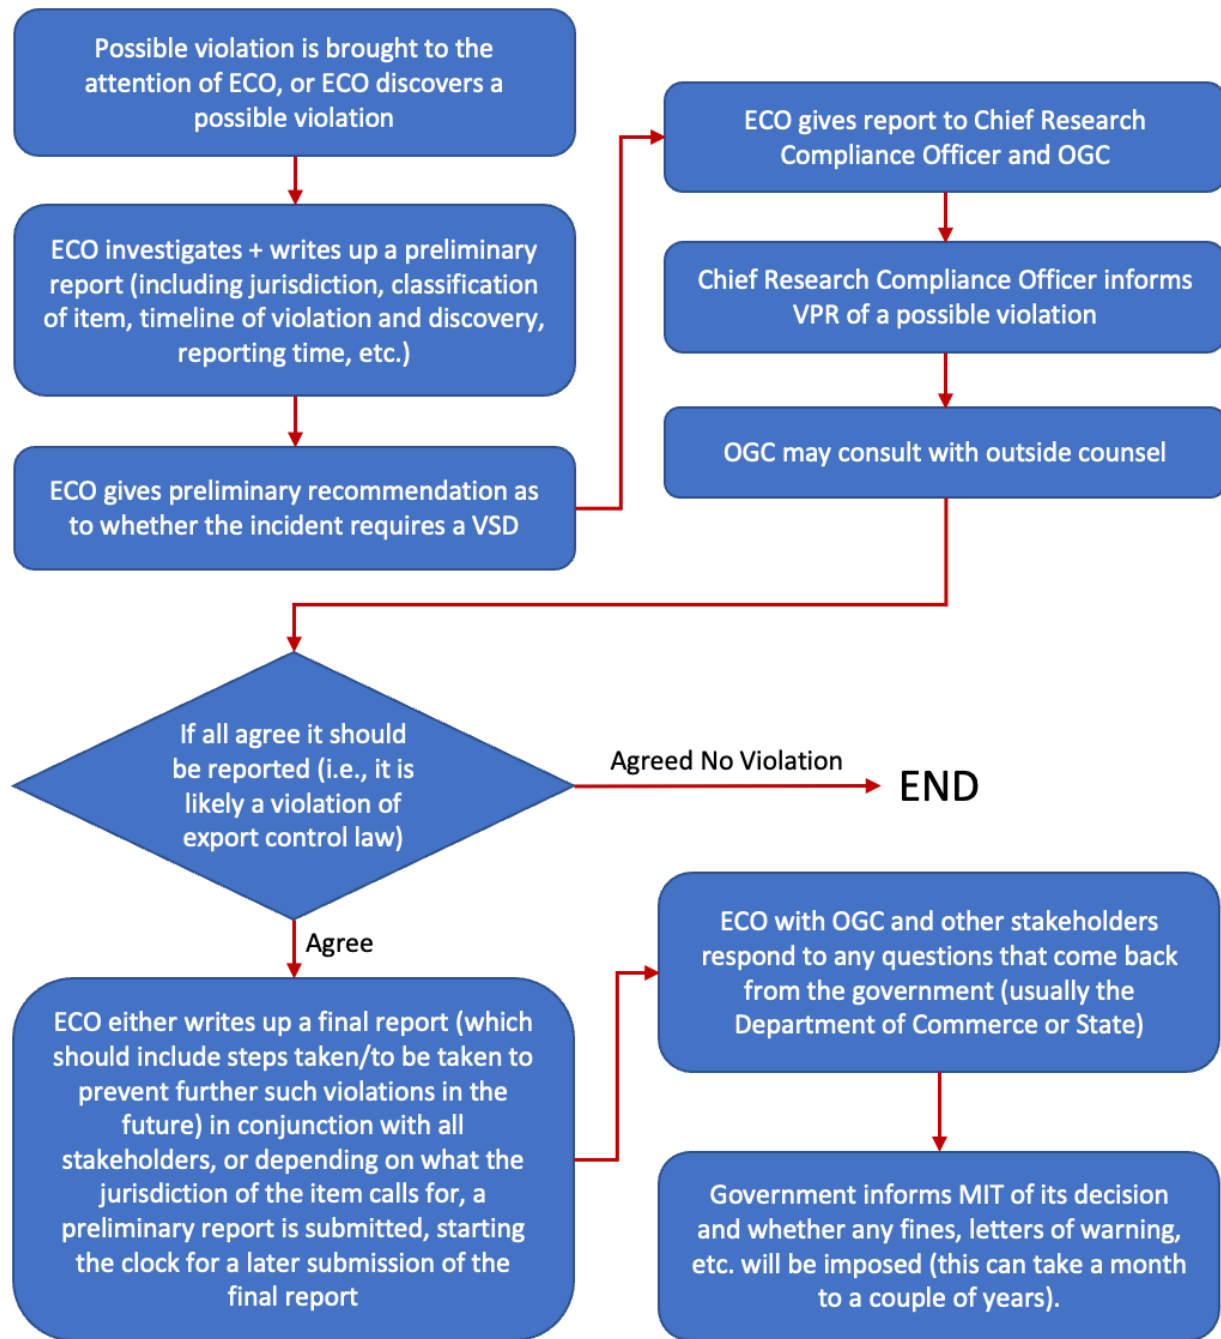 Possible violation is brought to the
attention of ECO, or ECO discovers a
possible violation
ECO investigates + writes up a preliminary
report (including jurisdiction, classification
of item, timeline of violation and discovery,
reporting time, etc.)
ECO gives preliminary recommendation as
to whether the incident requires a VSD
ECO gives report to Chief Research
Compliance Officer and OGC
Chief Research Compliance Officer informs
VPR of a possible violation
OGC may consult with outside counsel
If all agree it should
be reported (i.e., it is
likely a violation of
export control law)
Agreed No Violation
END
Agree
ECO either writes up a final report (which
should include steps taken/to be taken to
prevent further such violations in the
future) in conjunction with all
stakeholders, or depending on what the
jurisdiction of the item calls for, a
preliminary report is submitted, starting
the clock for a later submission of the
final report
ECO with OGC and other stakeholders
respond to any questions that come back
from the government (usually the
Department of Commerce or State)
Government informs MIT of its decision
and whether any fines, letters of warning,
etc. will be imposed (this can take a month
to a couple of years).